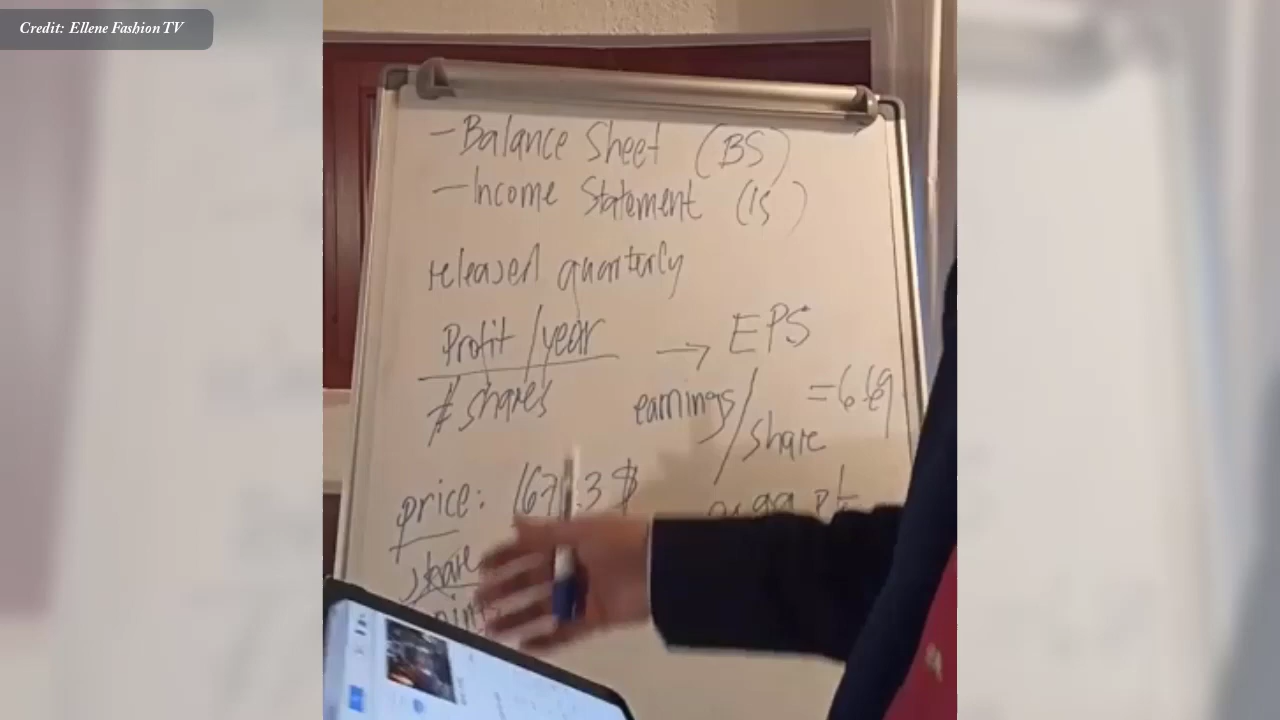 Credit: Ellene Fashion TV
- Balance Sheet (BS)
- Income Statement (IS)
released quarterly
Profit / year → EPS
# shares earnings/share = 6.69
price: $
share